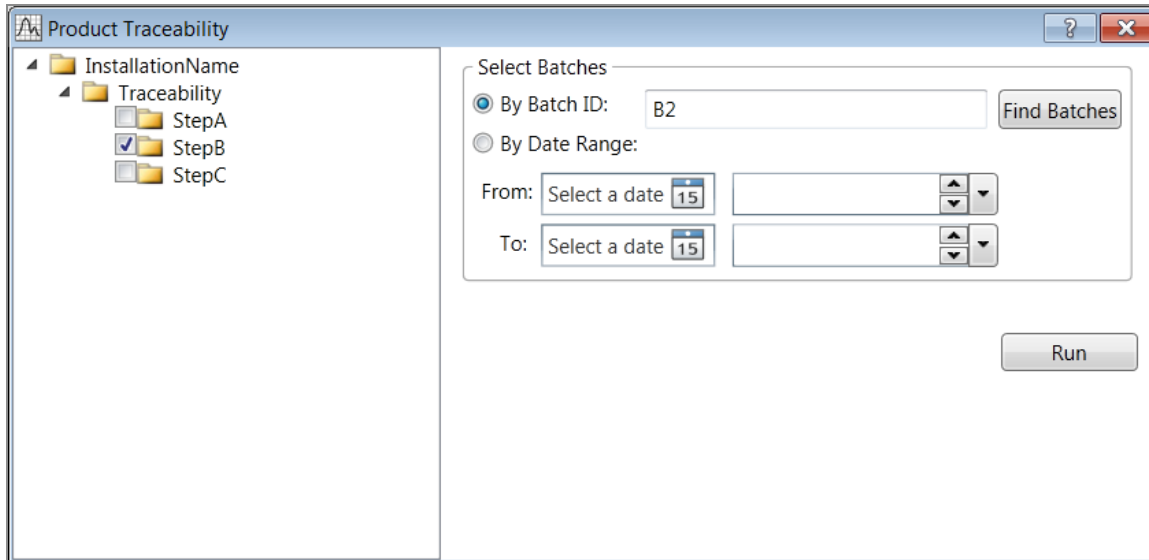 Product Traceability ?
InstallationName
Traceability
StepA
StepB
StepC
Select Batches
By Batch ID: B2 Find Batches
By Date Range:
From: Select a date 15
To: Select a date 15
Run